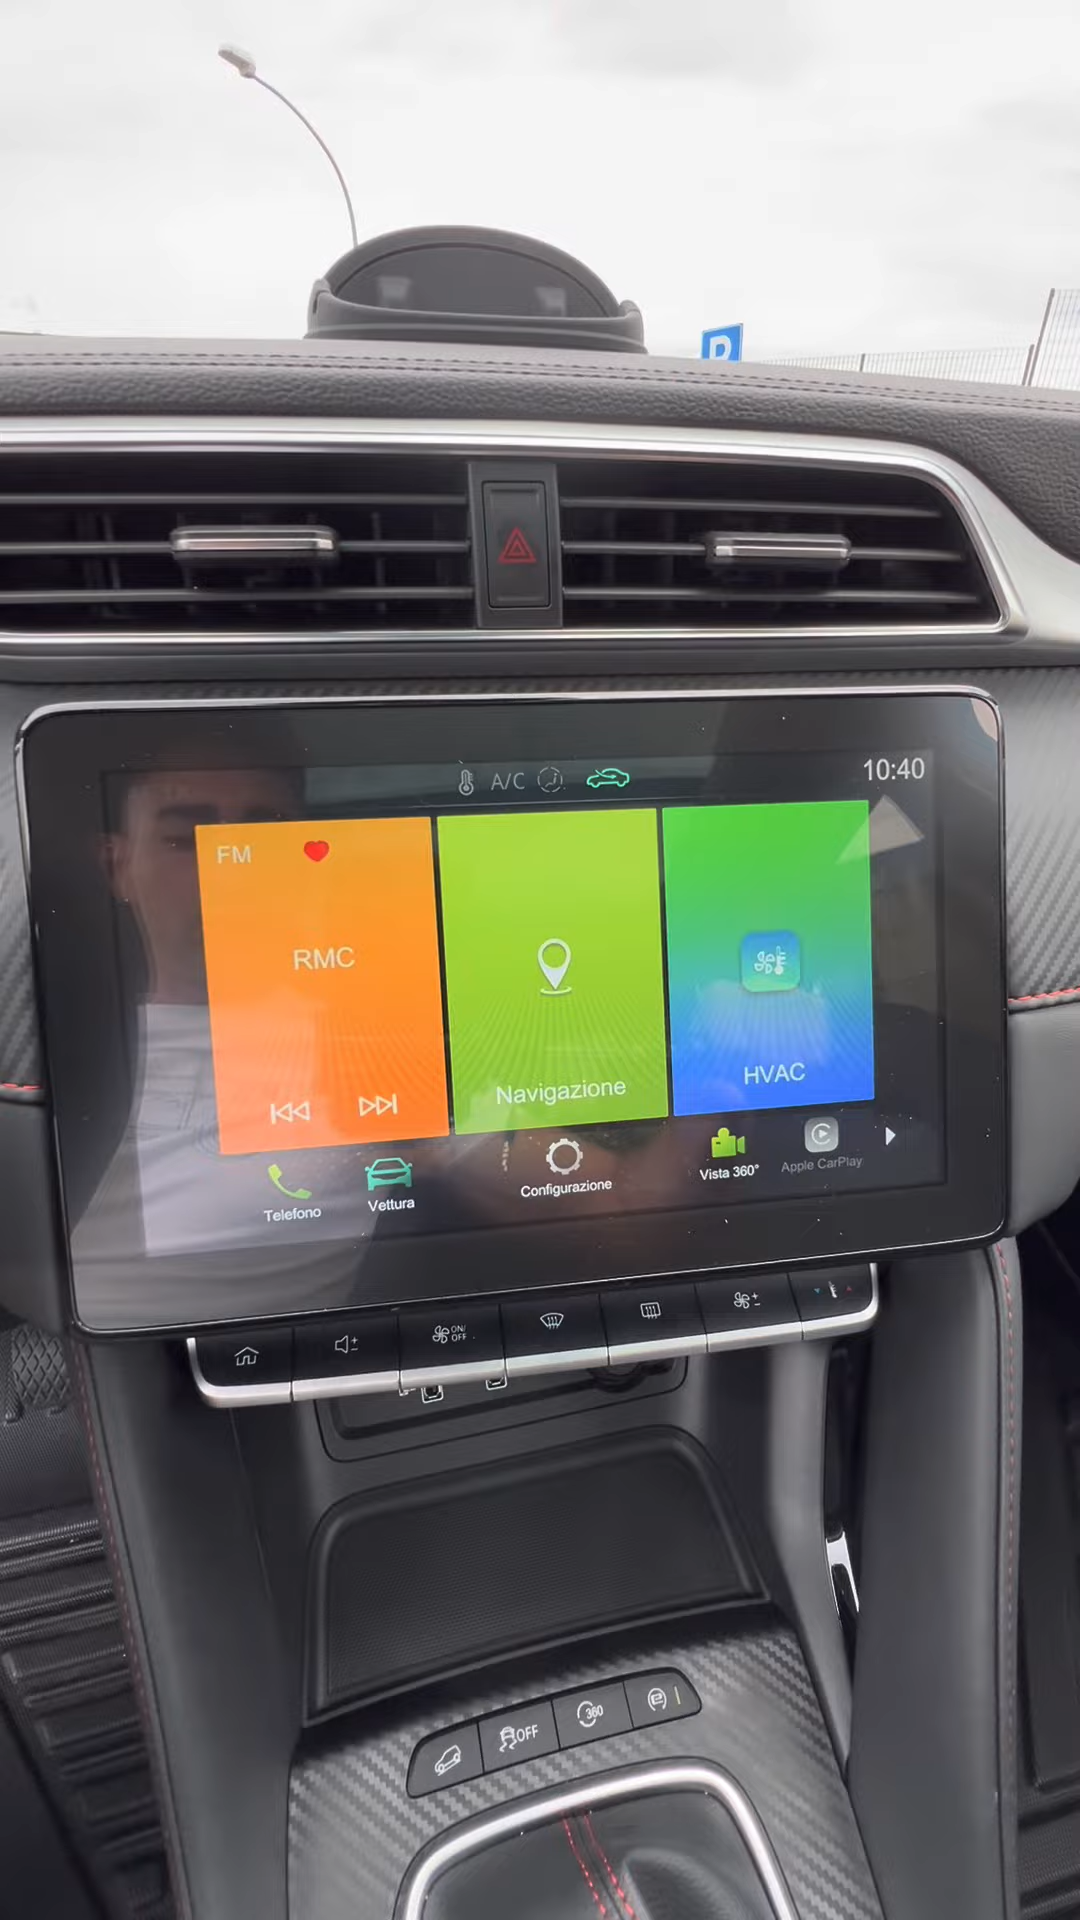 P
A/C
10:40
FM
RMC
Navigazione
HVAC
Telefono
Vettura
Configurazione
Vista 360°
Apple CarPlay
ON/
OFF
OFF
360